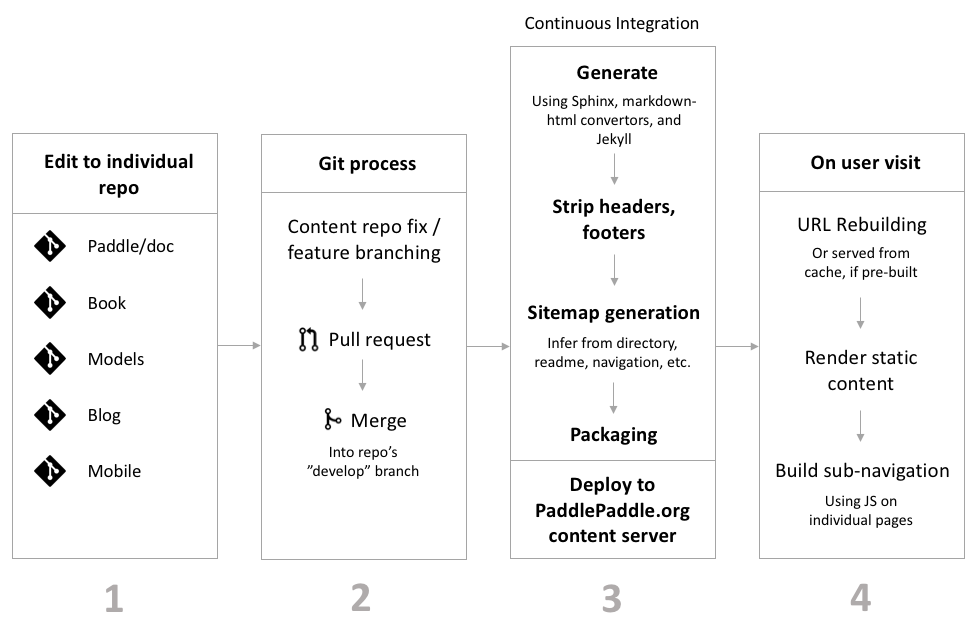 Continuous Integration
Edit to individual
repo
Paddle/doc
Book
Models
Blog
Mobile
1
Git process
Content repo fix /
feature branching
Pull request
Merge
Into repo's
"develop" branch
2
Generate
Using Sphinx, markdown-
html convertors, and
Jekyll
Strip headers,
footers
Sitemap generation
Infer from directory,
readme, navigation, etc.
Packaging
Deploy to
PaddlePaddle.org
content server
3
On user visit
URL Rebuilding
Or served from
cache, if pre-built
Render static
content
Build sub-navigation
Using JS on
individual pages
4